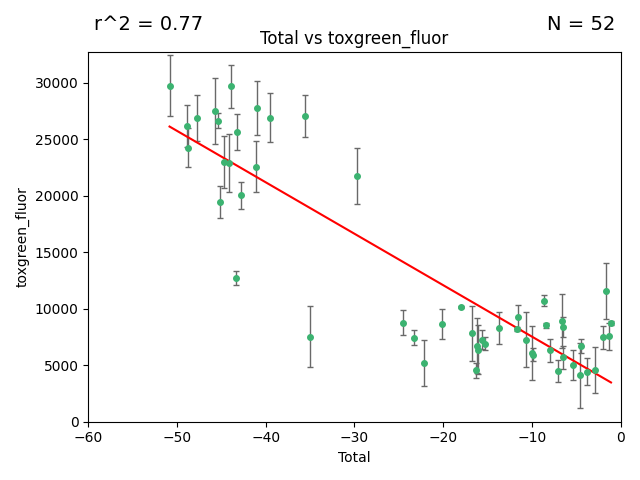 r^2 = 0.77
N = 52
Total vs toxgreen_fluor
toxgreen_fluor
30000
25000
20000
15000
10000
5000
0
−60
−50
−40
−30
−20
−10
0
Total